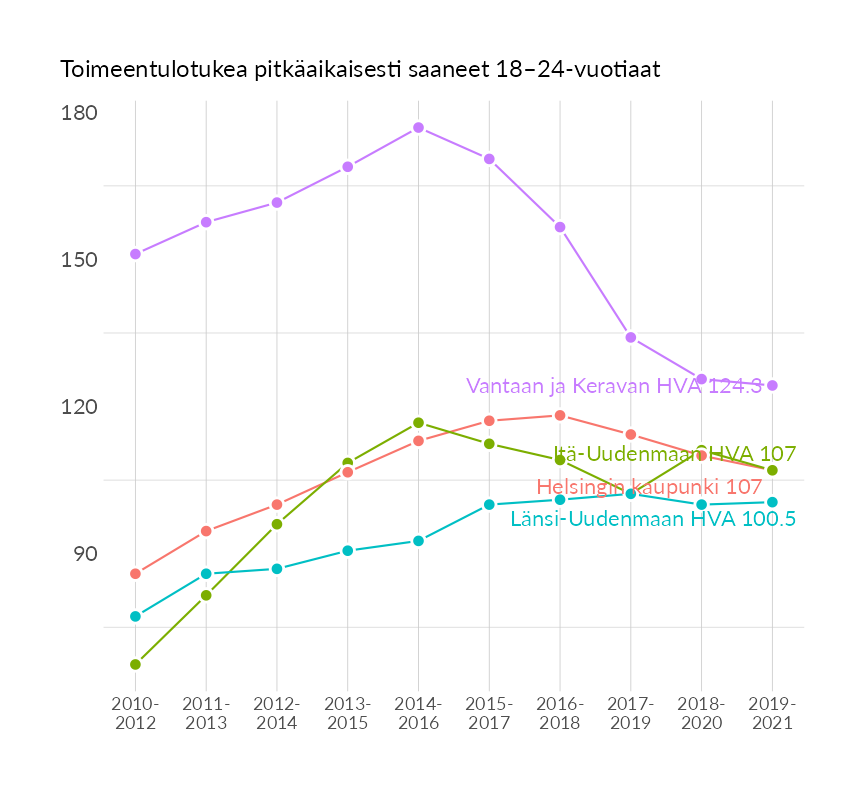 Toimeentulotukea pitkäaikaisesti saaneet 18–24-vuotiaat
180
150
120
90
Vantaan ja Keravan HVA 124.3
Itä-Uudenmaan HVA 107
Helsingin kaupunki 107
Länsi-Uudenmaan HVA 100.5
2010- 2011- 2012- 2013- 2014- 2015- 2016- 2017- 2018- 2019-
2012 2013 2014 2015 2016 2017 2018 2019 2020 2021